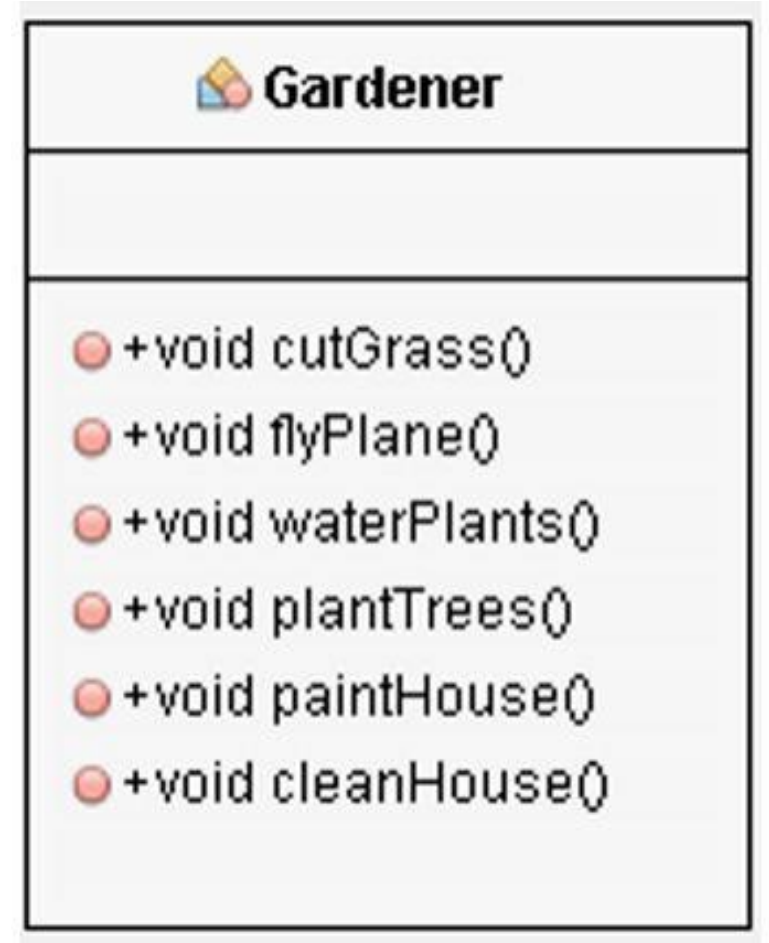 Gardener
+void cutGrass()
+void flyPlane()
+void waterPlants()
+void plantTrees()
+void paintHouse()
+void cleanHouse()